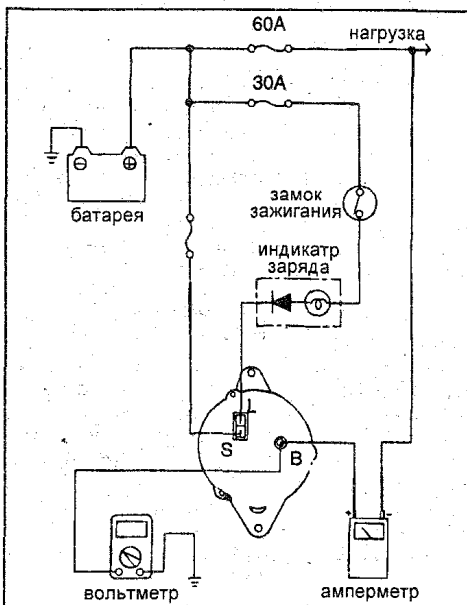 60A
нагрузка
30A
батарея
замок
зажигания
индикатр
заряда
L
S
B
вольтметр
амперметр